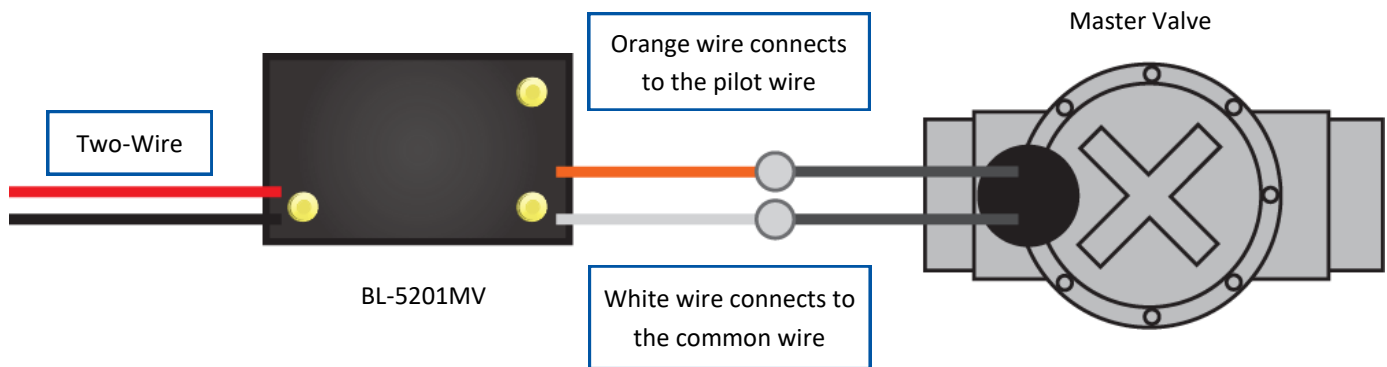 Master Valve
Orange wire connects
to the pilot wire
Two-Wire
BL-5201MV
White wire connects to
the common wire